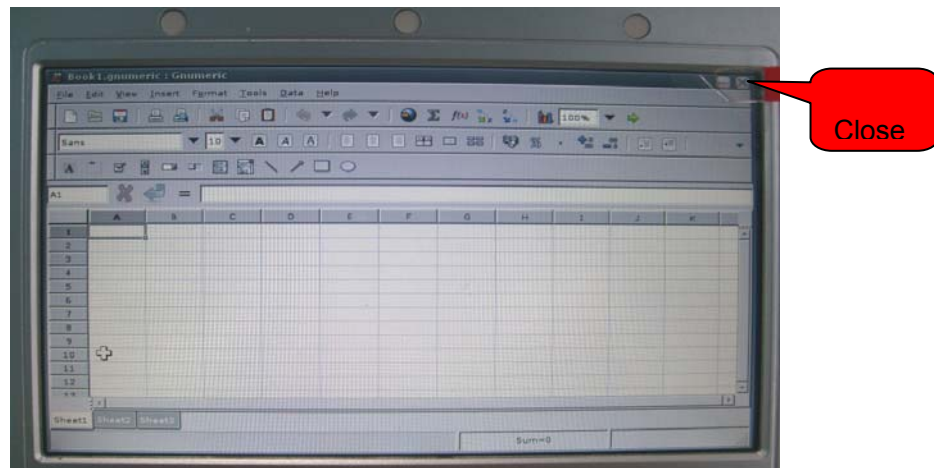 Book1.gnumeric : Gnumeric
File Edit View Insert Format Tools Data Help
100%
Sans 10 A A A
A
A1 =
A B C D E F G H I J K
1
2
3
4
5
6
7
8
9
10
11
12
Sheet1 Sheet2 Sheet3
Sum=0
Close